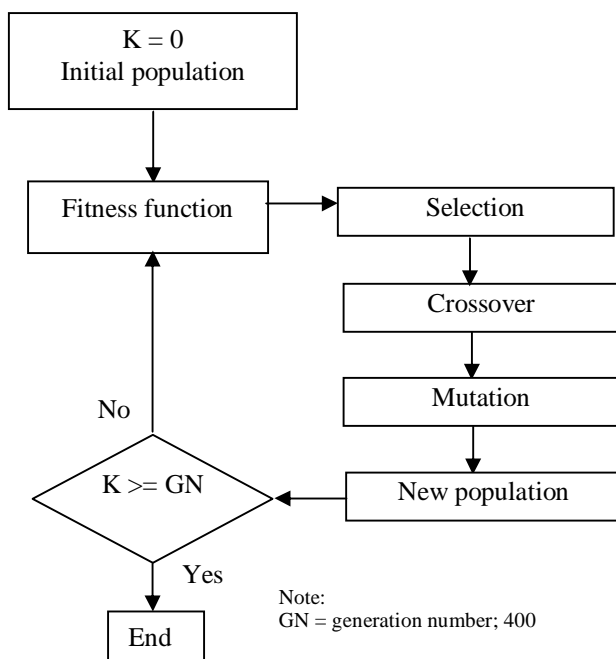 K = 0
Initial population
Fitness function
Selection
Crossover
Mutation
New population
K >= GN
No
Yes
End
Note:
GN = generation number; 400